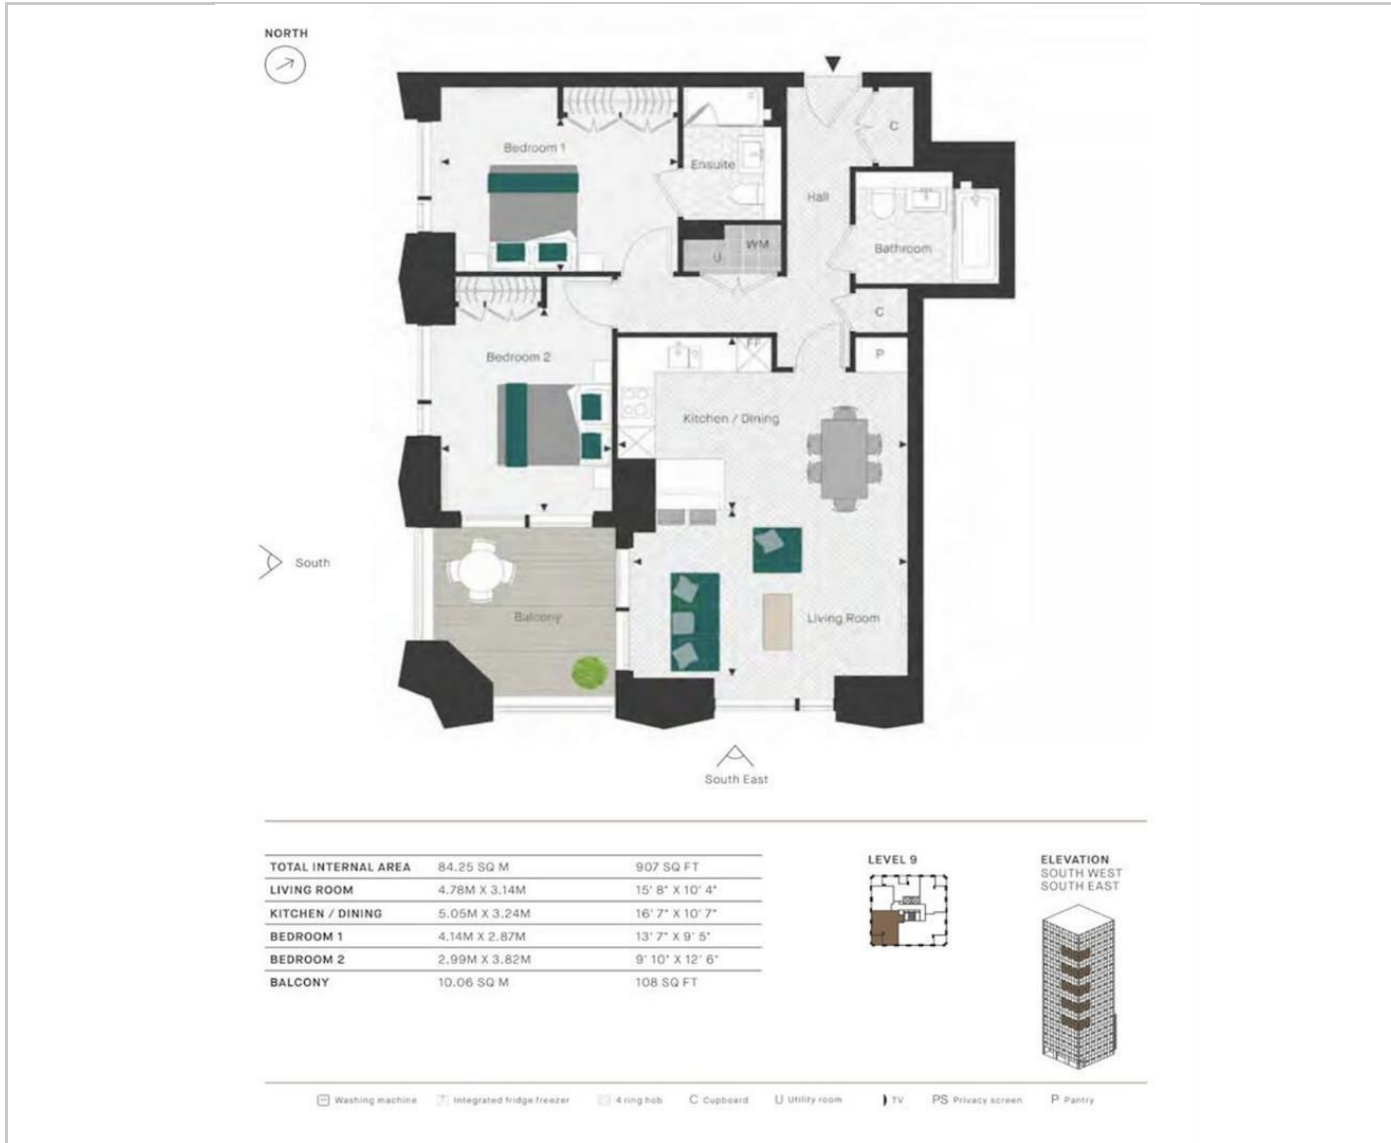 NORTH
Bedroom 1
Ensuite
C
Hall
U
WM
Bathroom
C
Bedroom 2
FF
P
Kitchen / Dining
South
Balcony
Living Room
South East
TOTAL INTERNAL AREA 84.25 SQ M 907 SQ FT
LIVING ROOM 4.78M X 3.14M 15' 8" X 10' 4"
KITCHEN / DINING 5.05M X 3.24M 16' 7" X 10' 7"
BEDROOM 1 4.14M X 2.87M 13' 7" X 9' 5"
BEDROOM 2 2.99M X 3.82M 9' 10" X 12' 6"
BALCONY 10.06 SQ M 108 SQ FT
LEVEL 9
ELEVATION
SOUTH WEST
SOUTH EAST
Washing machine Integrated fridge freezer 4 ring hob C Cupboard U Utility room TV PS Privacy screen P Pantry